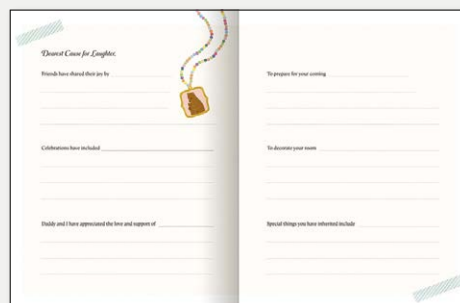 Dearest Cause for Laughter,
Friends have shared their joy by
Celebrations have included
Daddy and I have appreciated the love and support of
To prepare for your coming
To decorate your room
Special things you have inherited include